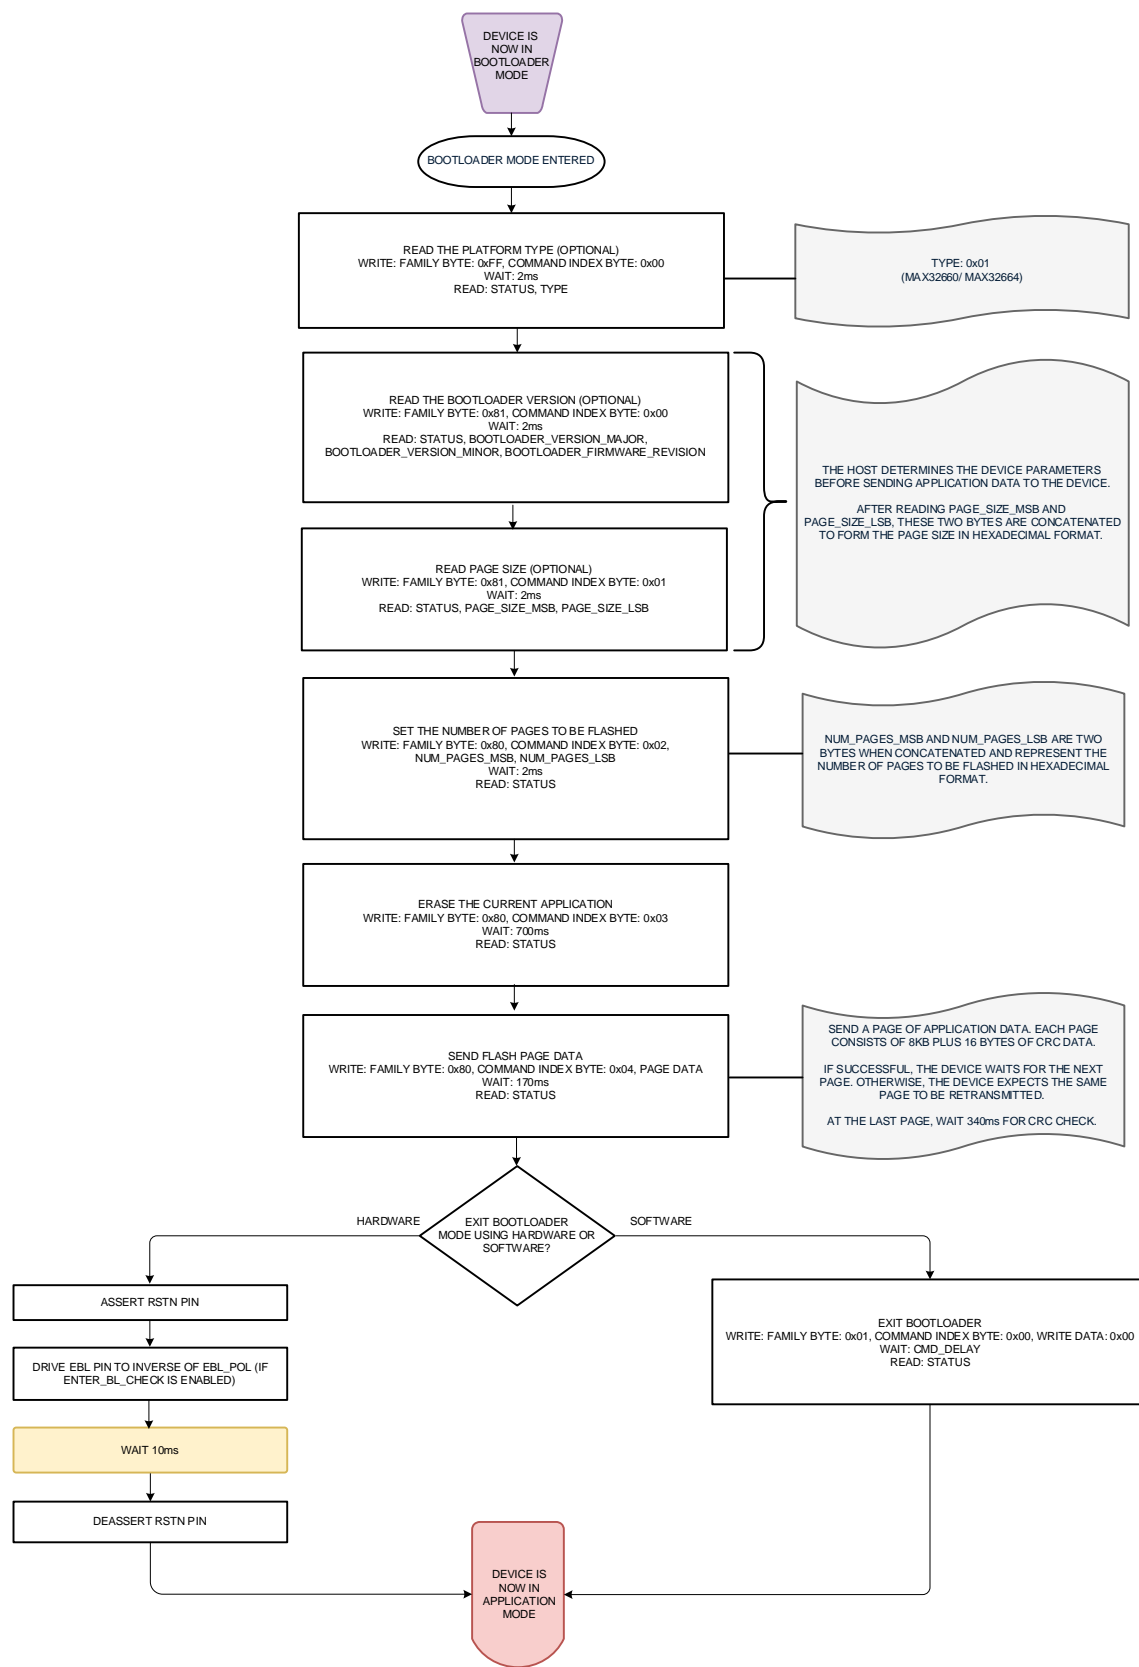 DEVICE IS
NOW IN
BOOTLOADER
MODE
BOOTLOADER MODE ENTERED
READ THE PLATFORM TYPE (OPTIONAL)
WRITE: FAMILY BYTE: 0xFF, COMMAND INDEX BYTE: 0x00
WAIT: 2ms
READ: STATUS, TYPE
TYPE: 0x01
(MAX32660/ MAX32664)
READ THE BOOTLOADER VERSION (OPTIONAL)
WRITE: FAMILY BYTE: 0x81, COMMAND INDEX BYTE: 0x00
WAIT: 2ms
READ: STATUS, BOOTLOADER_VERSION_MAJOR,
BOOTLOADER_VERSION_MINOR, BOOTLOADER_FIRMWARE_REVISION
THE HOST DETERMINES THE DEVICE PARAMETERS
BEFORE SENDING APPLICATION DATA TO THE DEVICE.
AFTER READING PAGE_SIZE_MSB AND
PAGE_SIZE_LSB, THESE TWO BYTES ARE CONCATENATED
TO FORM THE PAGE SIZE IN HEXADECIMAL FORMAT.
READ PAGE SIZE (OPTIONAL)
WRITE: FAMILY BYTE: 0x81, COMMAND INDEX BYTE: 0x01
WAIT: 2ms
READ: STATUS, PAGE_SIZE_MSB, PAGE_SIZE_LSB
SET THE NUMBER OF PAGES TO BE FLASHED
WRITE: FAMILY BYTE: 0x80, COMMAND INDEX BYTE: 0x02,
NUM_PAGES_MSB, NUM_PAGES_LSB
WAIT: 2ms
READ: STATUS
NUM_PAGES_MSB AND NUM_PAGES_LSB ARE TWO
BYTES WHEN CONCATENATED AND REPRESENT THE
NUMBER OF PAGES TO BE FLASHED IN HEXADECIMAL
FORMAT.
ERASE THE CURRENT APPLICATION
WRITE: FAMILY BYTE: 0x80, COMMAND INDEX BYTE: 0x03
WAIT: 700ms
READ: STATUS
SEND FLASH PAGE DATA
WRITE: FAMILY BYTE: 0x80, COMMAND INDEX BYTE: 0x04, PAGE DATA
WAIT: 170ms
READ: STATUS
SEND A PAGE OF APPLICATION DATA. EACH PAGE
CONSISTS OF 8KB PLUS 16 BYTES OF CRC DATA.
IF SUCCESSFUL, THE DEVICE WAITS FOR THE NEXT
PAGE. OTHERWISE, THE DEVICE EXPECTS THE SAME
PAGE TO BE RETRANSMITTED.
AT THE LAST PAGE, WAIT 340ms FOR CRC CHECK.
HARDWARE
EXIT BOOTLOADER
MODE USING HARDWARE OR
SOFTWARE?
SOFTWARE
ASSERT RSTN PIN
DRIVE EBL PIN TO INVERSE OF EBL_POL (IF
ENTER_BL_CHECK IS ENABLED)
WAIT 10ms
DEASSERT RSTN PIN
EXIT BOOTLOADER
WRITE: FAMILY BYTE: 0x01, COMMAND INDEX BYTE: 0x00, WRITE DATA: 0x00
WAIT: CMD_DELAY
READ: STATUS
DEVICE IS
NOW IN
APPLICATION
MODE